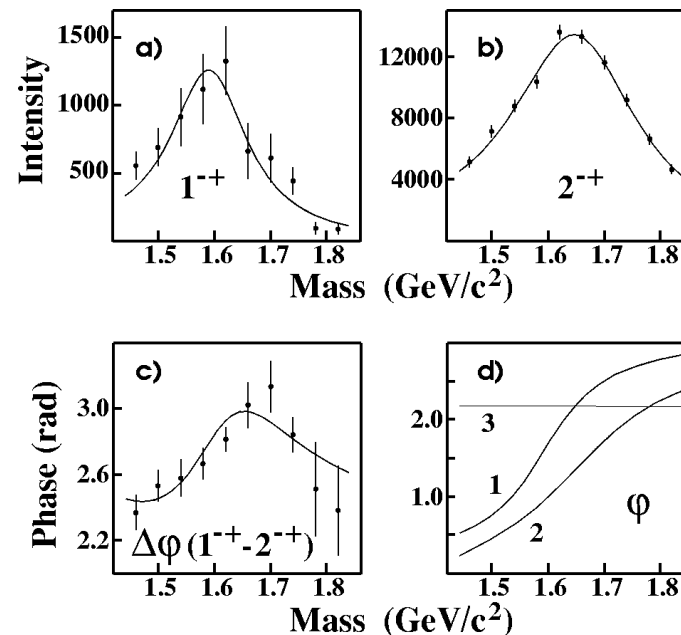 a)
1500
1000
500
Intensity
1⁻⁺
1.5 1.6 1.7 1.8
b)
12000
8000
4000
2⁻⁺
1.5 1.6 1.7 1.8
Mass (GeV/c²)
c)
3.0
2.6
2.2
Phase (rad)
Δφ(1⁻⁺-2⁻⁺)
1.5 1.6 1.7 1.8
d)
2.0
1.0
3
1
2
φ
1.5 1.6 1.7 1.8
Mass (GeV/c²)